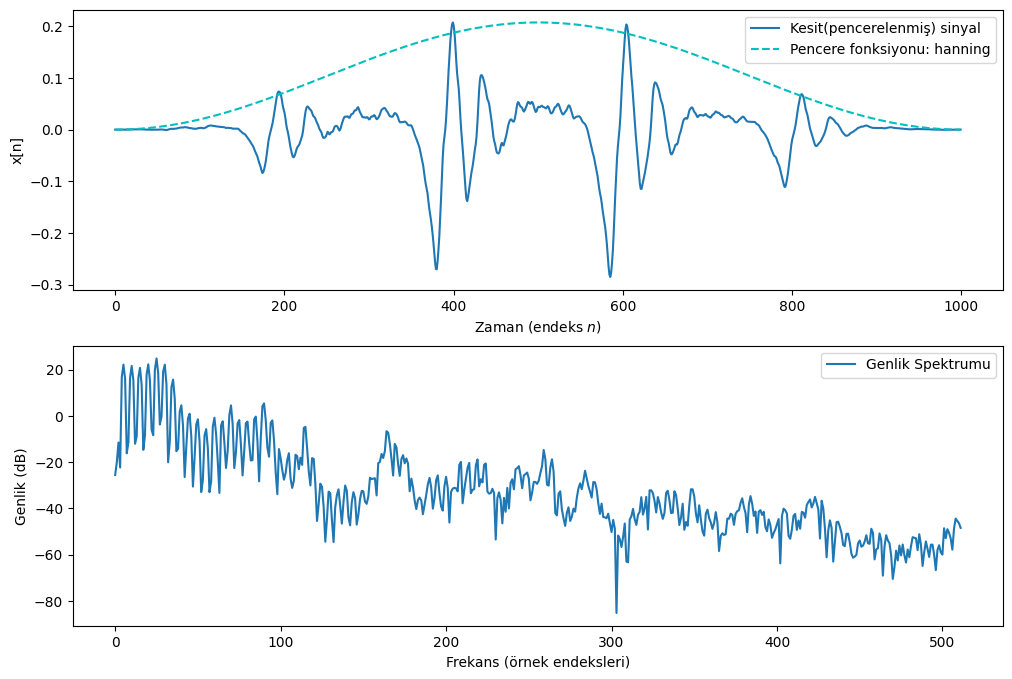 0.2
0.1
0.0
−0.1
−0.2
−0.3
x[n]
Kesit(pencerelenmiş) sinyal
Pencere fonksiyonu: hanning
0 200 400 600 800 1000
Zaman (endeks n)
20
0
−20
−40
−60
−80
Genlik (dB)
Genlik Spektrumu
0 100 200 300 400 500
Frekans (örnek endeksleri)